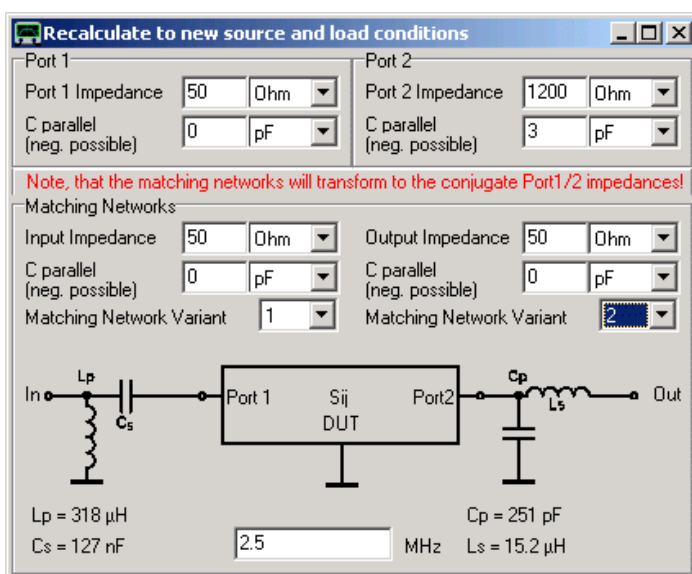 Recalculate to new source and load conditions
Port 1
Port 2
Port 1 Impedance 50 Ohm
Port 2 Impedance 1200 Ohm
C parallel
(neg. possible) 0 pF
C parallel
(neg. possible) 3 pF
Note, that the matching networks will transform to the conjugate Port1/2 impedances!
Matching Networks
Input Impedance 50 Ohm
Output Impedance 50 Ohm
C parallel
(neg. possible) 0 pF
C parallel
(neg. possible) 0 pF
Matching Network Variant 1
Matching Network Variant 2
Lp
Cp
In
Cs
Port 1
Sij
DUT
Port2
Ls
Out
Lp = 318 µH
Cp = 251 pF
Cs = 127 nF
2.5 MHz
Ls = 15.2 µH